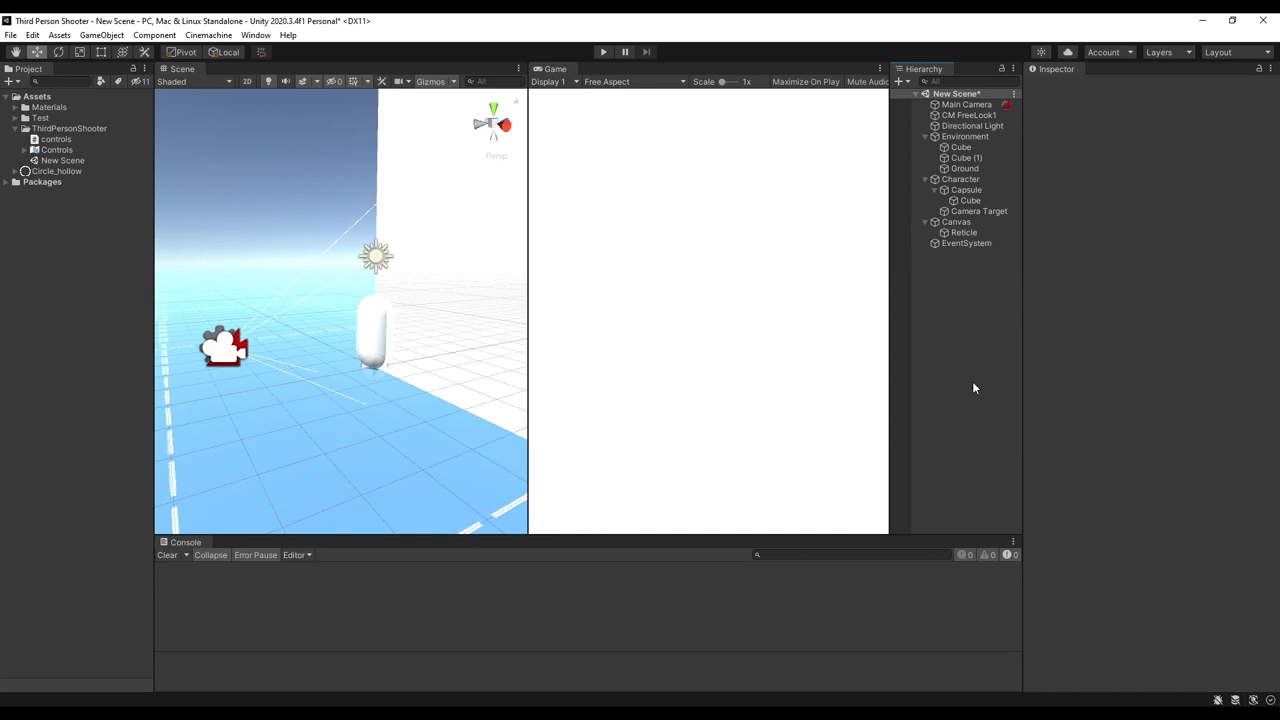 Third Person Shooter - New Scene - PC, Mac & Linux Standalone - Unity 2020.3.4f1 Personal* <DX11>
File Edit Assets GameObject Component Cinemachine Window Help
Pivot Local Account Layers Layout
Project
11
Assets
Materials
Test
ThirdPersonShooter
controls
Controls
New Scene
Circle_hollow
Packages
Scene
Shaded 2D 0 Gizmos All
Persp
Game
Display 1 Free Aspect Scale 1x Maximize On Play Mute Audio
Hierarchy
All
New Scene*
Main Camera
CM FreeLook1
Directional Light
Environment
Cube
Cube (1)
Ground
Character
Capsule
Cube
Camera Target
Canvas
Reticle
EventSystem
Inspector
Console
Clear Collapse Error Pause Editor 0 0 0